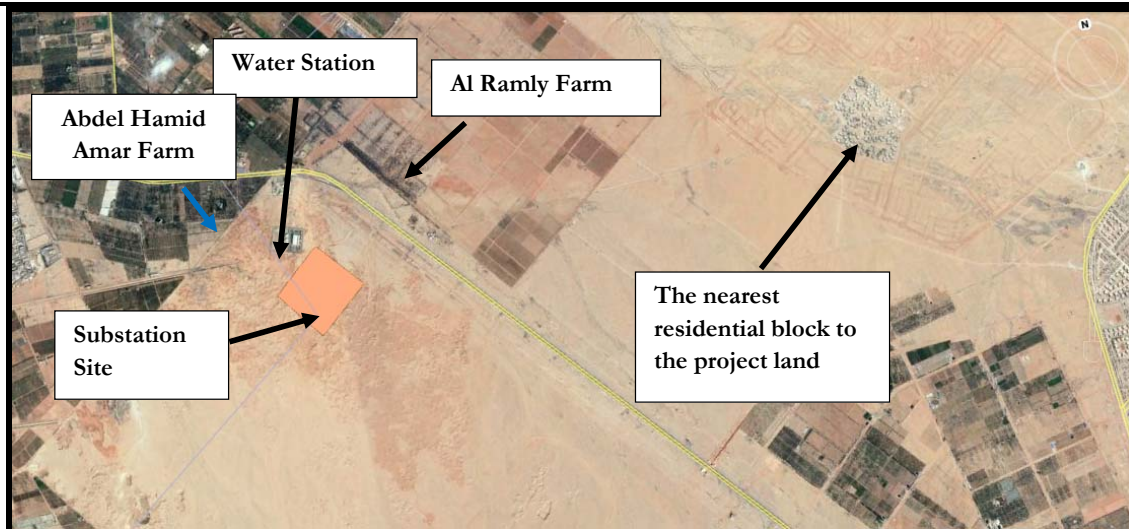 Water Station
Al Ramly Farm
Abdel Hamid
Amar Farm
Substation
Site
The nearest
residential block to
the project land
N